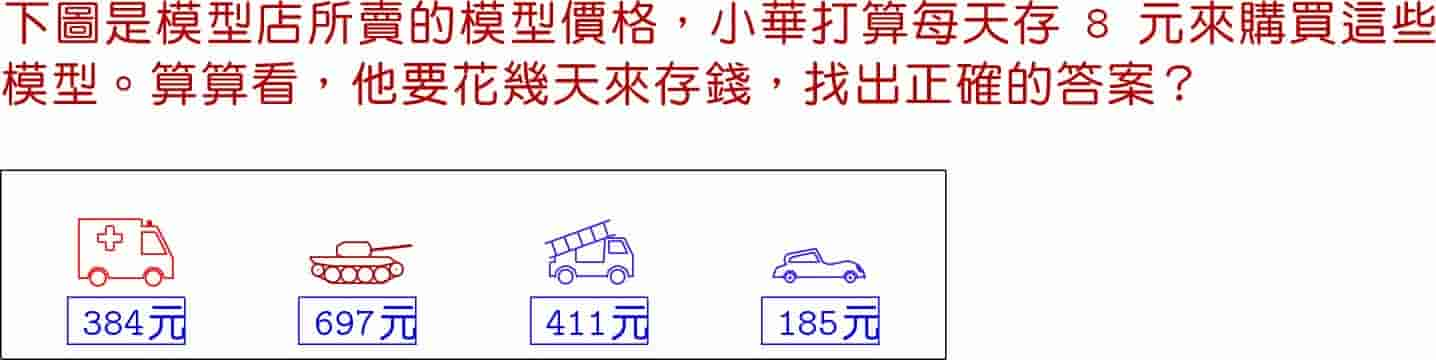 下圖是模型店所賣的模型價格，小華打算每天存 8 元來購買這些
模型。算算看，他要花幾天來存錢，找出正確的答案？
384元 697元 411元 185元